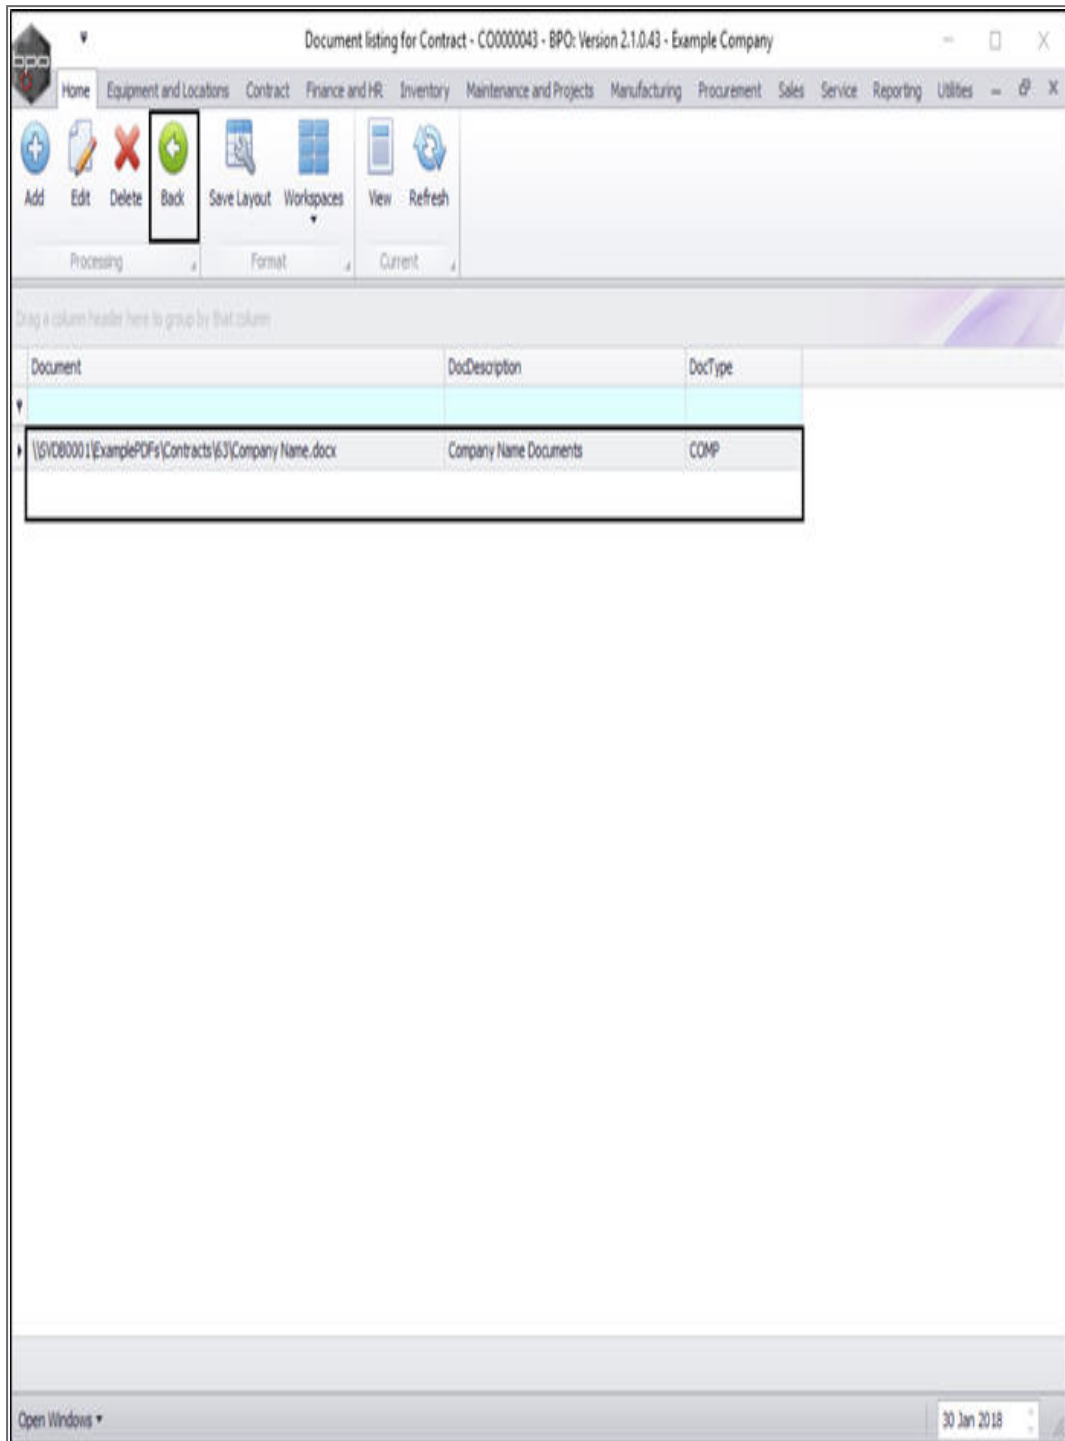 Document listing for Contract - CO0000043 - BPO: Version 2.1.0.43 - Example Company
bpo
Home Equipment and Locations Contract Finance and HR Inventory Maintenance and Projects Manufacturing Procurement Sales Service Reporting Utilities
Add Edit Delete Back Save Layout Workspaces View Refresh
Processing Format Current
Drag a column header here to group by that column
Document DocDescription DocType
\\SVDB0001\ExamplePDFs\Contracts\63\Company Name.docx Company Name Documents COMP
Open Windows 30 Jan 2018